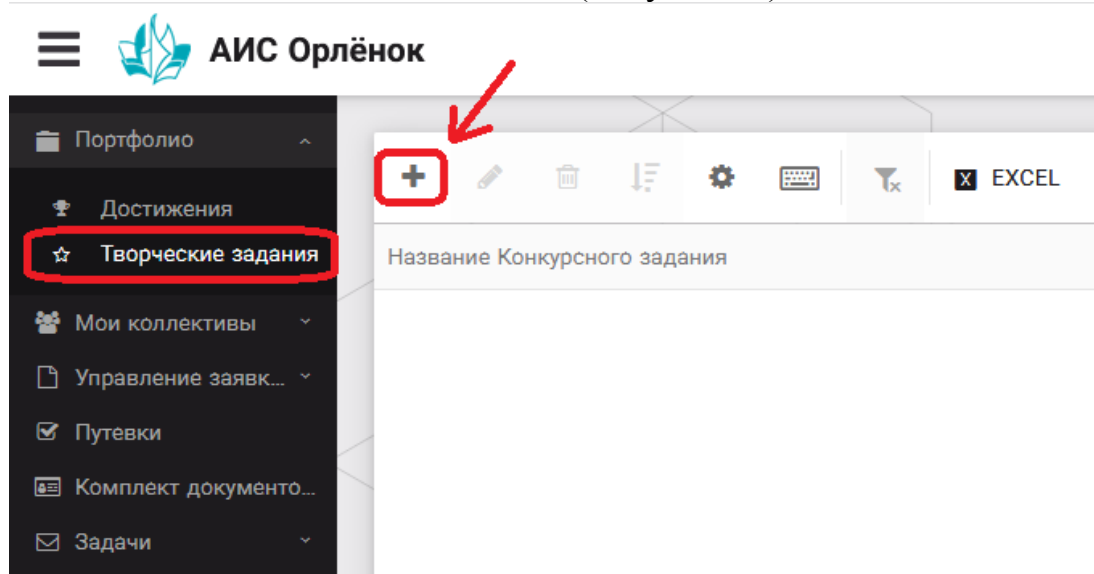 АИС Орлёнок
Портфолио
Достижения
Творческие задания
Мои коллективы
Управление заявк...
Путевки
Комплект документо...
Задачи
EXCEL
Название Конкурсного задания